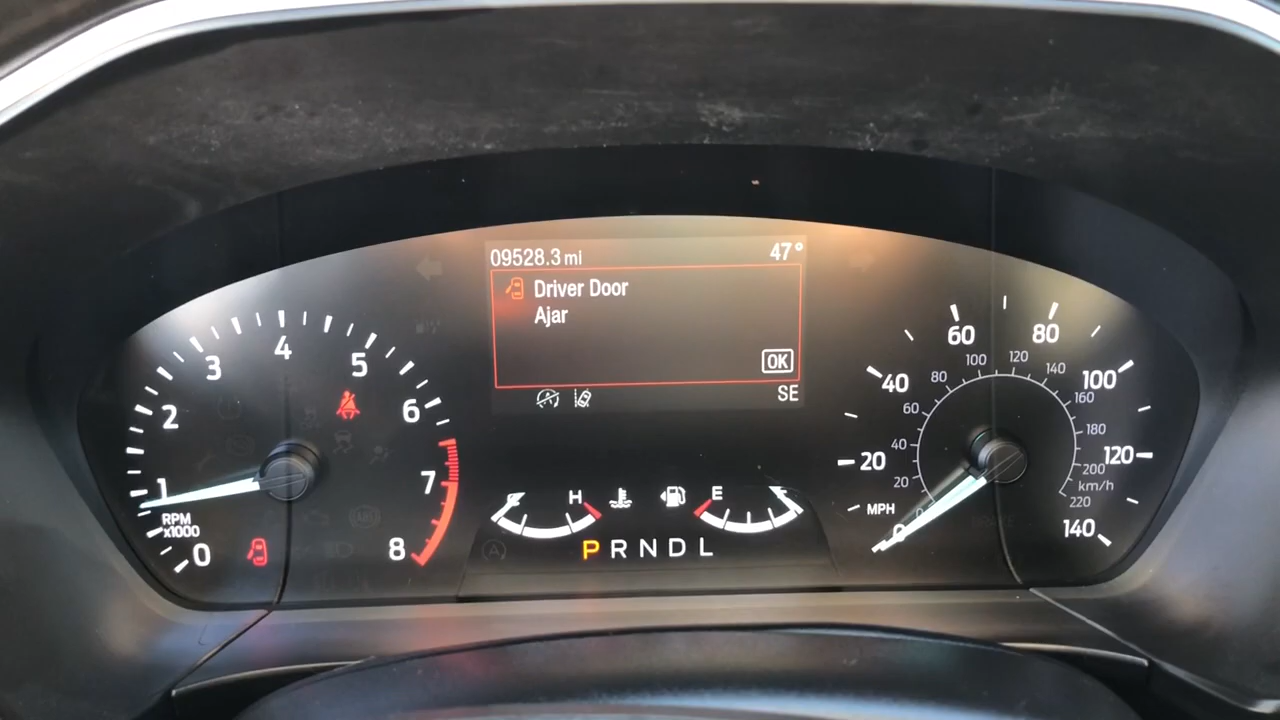 09528.3 mi 47°
Driver Door
Ajar
OK
SE
0 1 2 3 4 5 6 7 8
RPM
x1000
H
E
P R N D L
0 20 40 60 80 100 120 140
MPH
20 40 60 80 100 120 140 160 180 200 220
km/h